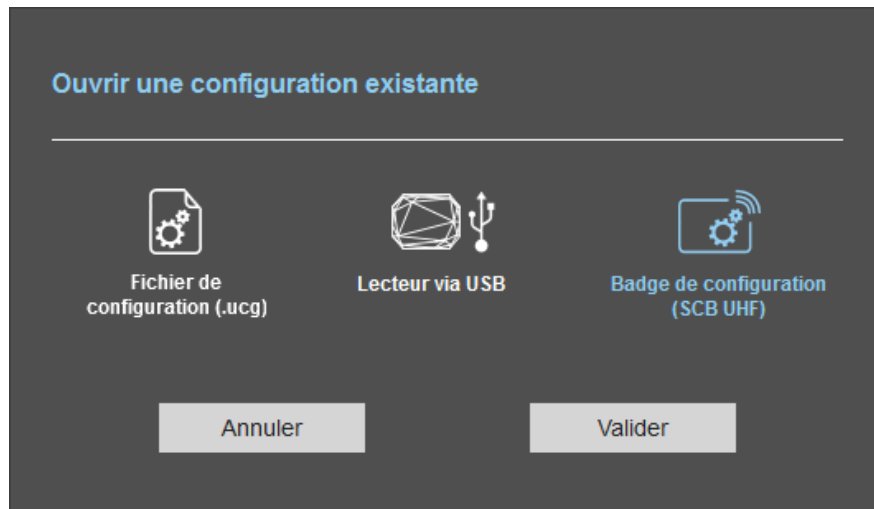 Ouvrir une configuration existante
Fichier de
configuration (.ucg)
Lecteur via USB
Badge de configuration
(SCB UHF)
Annuler
Valider